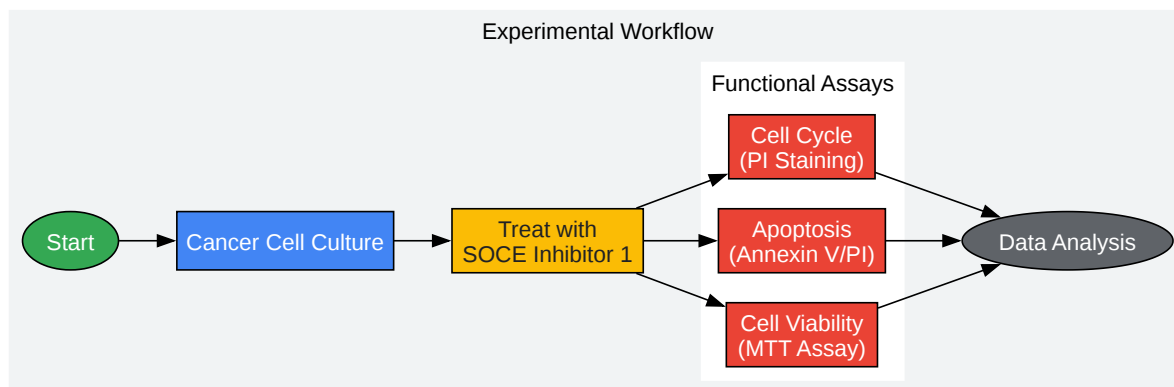 Experimental Workflow
Functional Assays
Start
Cancer Cell Culture
Treat with
SOCE Inhibitor 1
Cell Cycle
(PI Staining)
Apoptosis
(Annexin V/PI)
Cell Viability
(MTT Assay)
Data Analysis